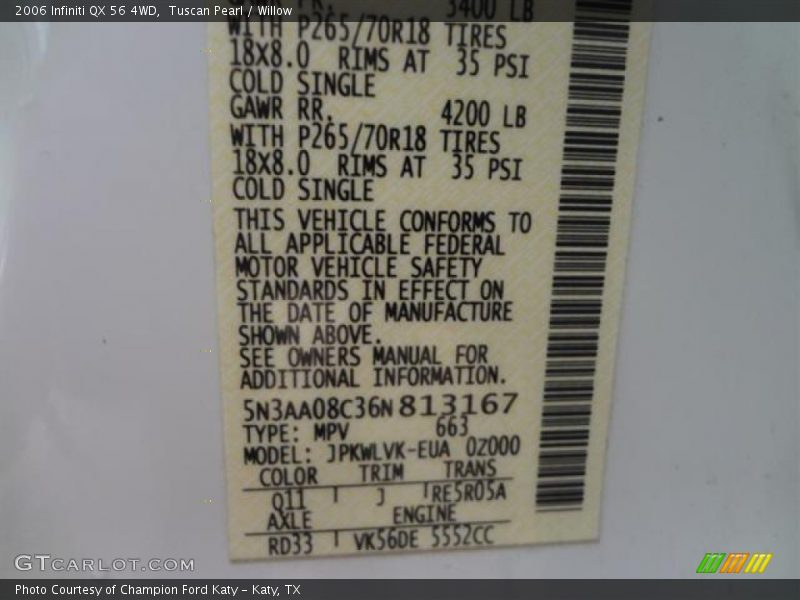 2006 Infiniti QX 56 4WD,  Tuscan Pearl / Willow
3400 LB
WITH P265/70R18 TIRES
18X8.0 RIMS AT 35 PSI
COLD SINGLE
GAWR RR. 4200 LB
WITH P265/70R18 TIRES
18X8.0 RIMS AT 35 PSI
COLD SINGLE
THIS VEHICLE CONFORMS TO
ALL APPLICABLE FEDERAL
MOTOR VEHICLE SAFETY
STANDARDS IN EFFECT ON
THE DATE OF MANUFACTURE
SHOWN ABOVE.
SEE OWNERS MANUAL FOR
ADDITIONAL INFORMATION.
5N3AA08C36N813167
TYPE: MPV 663
MODEL: JPKWLVK-EUA 0Z000
COLOR TRIM TRANS
Q11 J RE5R05A
AXLE ENGINE
RD33 VK56DE 5552CC
GTCARLOT.COM
Photo Courtesy of Champion Ford Katy – Katy, TX